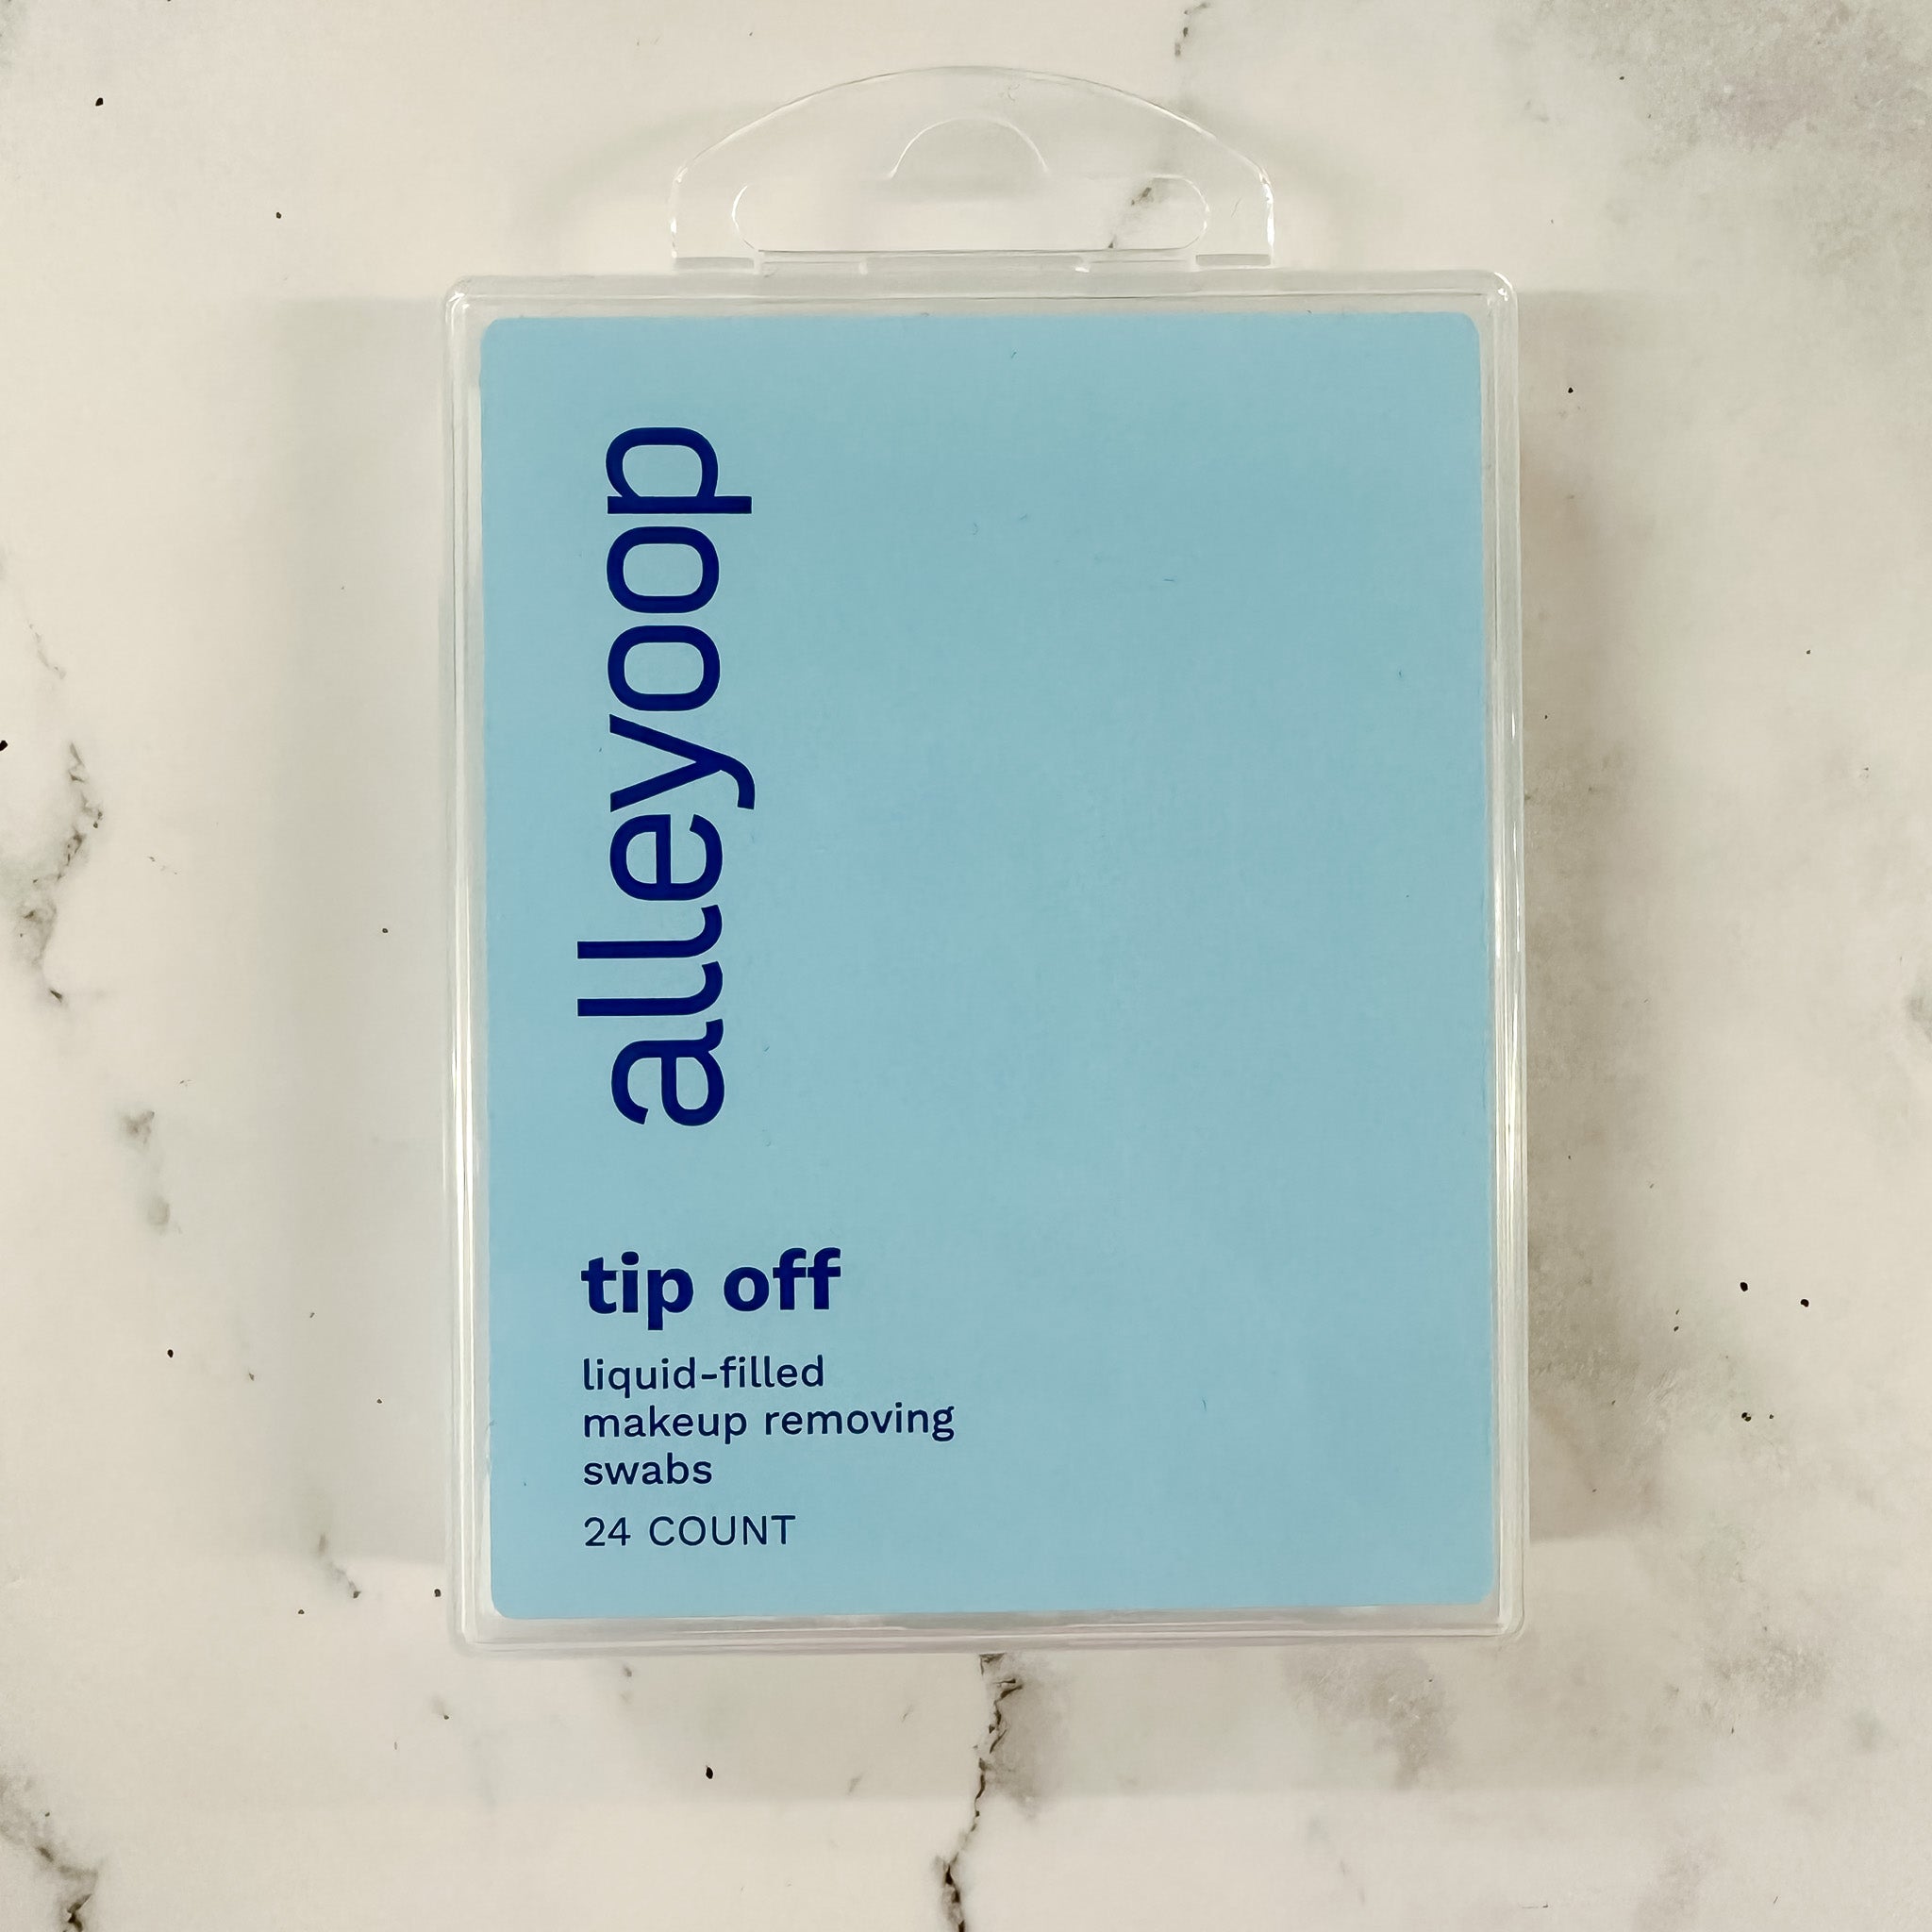 alleyoop
tip off
liquid-filled
makeup removing
swabs
24 COUNT